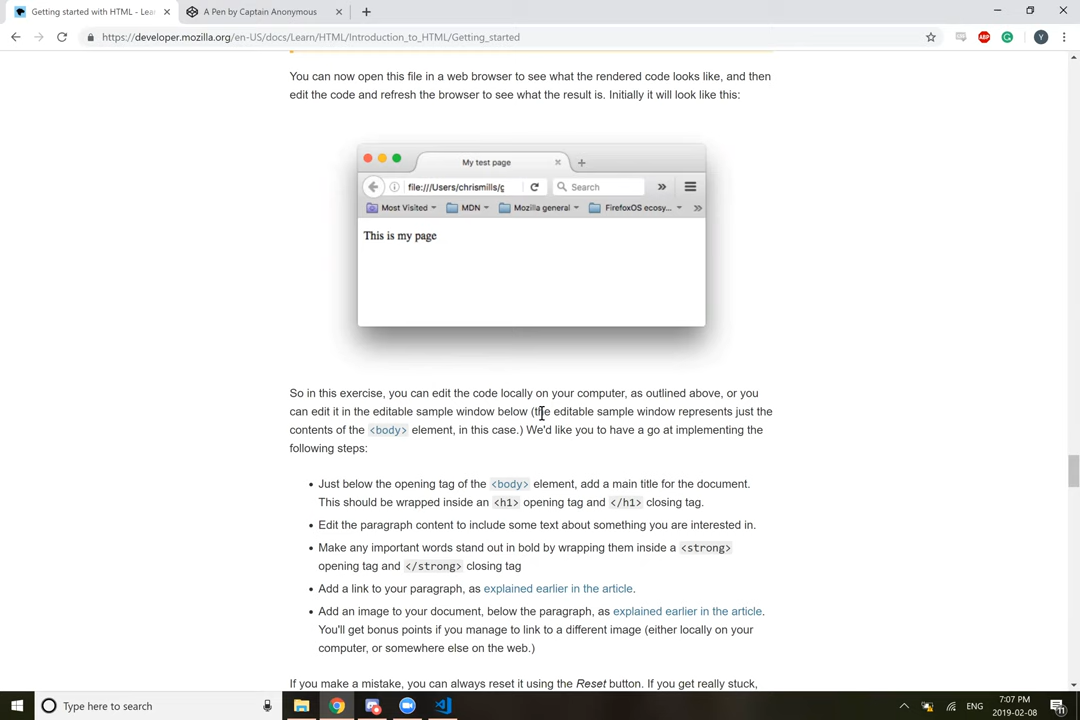 Getting started with HTML - Lea
A Pen by Captain Anonymous
https://developer.mozilla.org/en-US/docs/Learn/HTML/Introduction_to_HTML/Getting_started
ABP
G
Y
You can now open this file in a web browser to see what the rendered code looks like, and then
edit the code and refresh the browser to see what the result is. Initially it will look like this:
My test page
file:///Users/chrismills/g
Search
Most Visited
MDN
Mozilla general
FirefoxOS ecosy...
This is my page
So in this exercise, you can edit the code locally on your computer, as outlined above, or you
can edit it in the editable sample window below (the editable sample window represents just the
contents of the <body> element, in this case.) We'd like you to have a go at implementing the
following steps:
• Just below the opening tag of the <body> element, add a main title for the document.
This should be wrapped inside an <h1> opening tag and </h1> closing tag.
• Edit the paragraph content to include some text about something you are interested in.
• Make any important words stand out in bold by wrapping them inside a <strong>
opening tag and </strong> closing tag
• Add a link to your paragraph, as explained earlier in the article.
• Add an image to your document, below the paragraph, as explained earlier in the article.
You'll get bonus points if you manage to link to a different image (either locally on your
computer, or somewhere else on the web.)
If you make a mistake, you can always reset it using the Reset button. If you get really stuck,
Type here to search
ENG
7:07 PM
2019-02-08